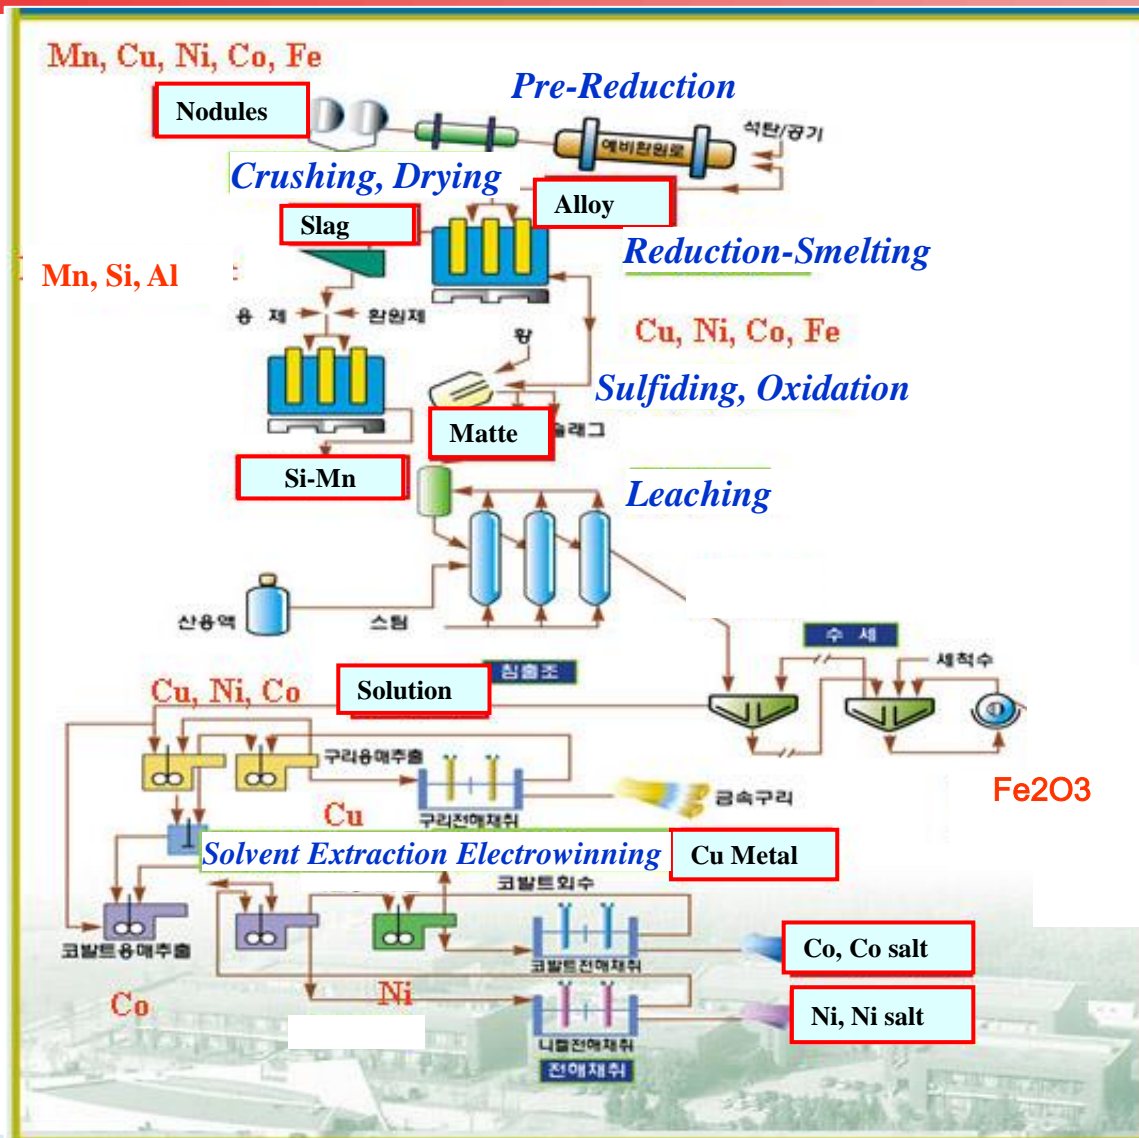 Mn, Cu, Ni, Co, Fe
Pre-Reduction
Nodules
석탄/공기
예비환원로
Crushing, Drying
Alloy
Slag
Reduction-Smelting
Mn, Si, Al
용 제
환원제
Cu, Ni, Co, Fe
황
Sulfiding, Oxidation
Matte
슬래그
Si-Mn
Leaching
산용액
스팀
수 세
세척수
침출조
Cu, Ni, Co
Solution
구리용매추출
Fe2O3
금속구리
Cu
구리전해채취
Solvent Extraction Electrowinning
Cu Metal
코발트회수
코발트용매추출
Co, Co salt
코발트전해채취
Ni
Co
Ni, Ni salt
니켈전해채취
전해채취